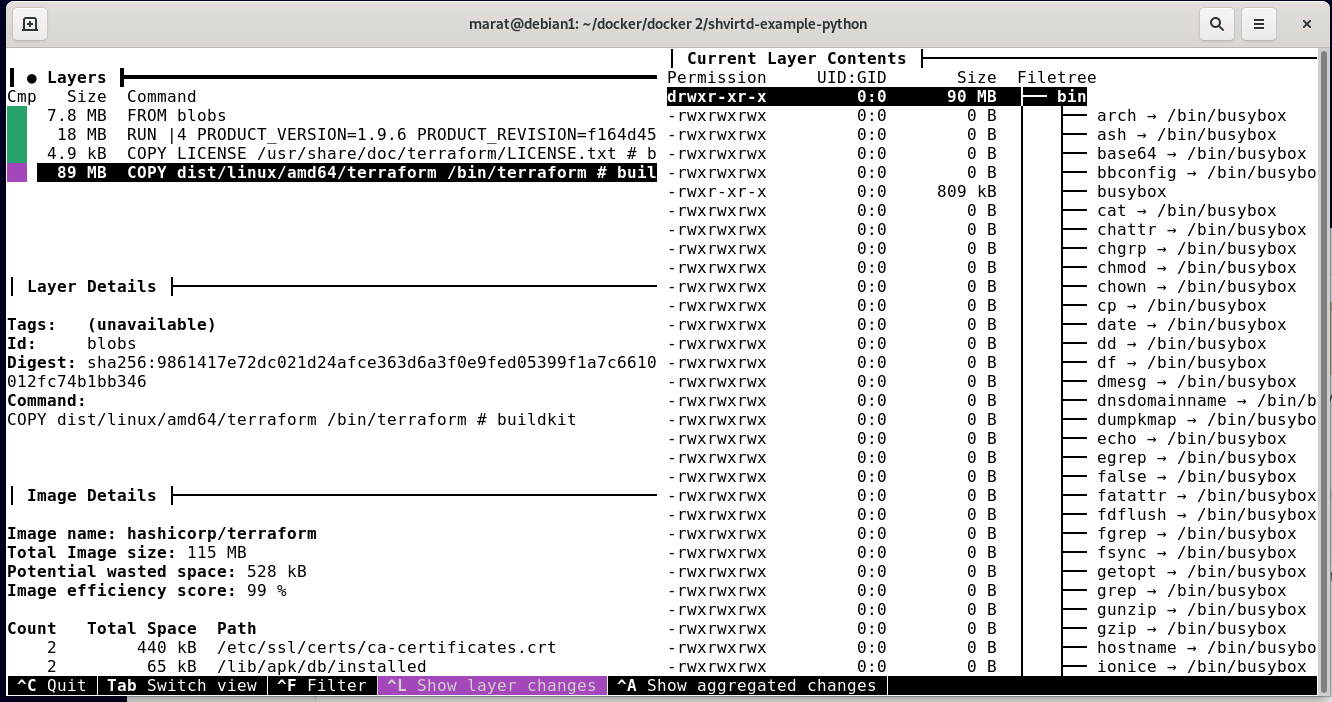 marat@debian1: ~/docker/docker 2/shvirtd-example-python
● Layers
Cmp Size Command
7.8 MB FROM blobs
18 MB RUN |4 PRODUCT_VERSION=1.9.6 PRODUCT_REVISION=f164d45
4.9 kB COPY LICENSE /usr/share/doc/terraform/LICENSE.txt # b
89 MB COPY dist/linux/amd64/terraform /bin/terraform # buil
Layer Details
Tags: (unavailable)
Id: blobs
Digest: sha256:9861417e72dc021d24afce363d6a3f0e9fed05399f1a7c6610
012fc74b1bb346
Command:
COPY dist/linux/amd64/terraform /bin/terraform # buildkit
Image Details
Image name: hashicorp/terraform
Total Image size: 115 MB
Potential wasted space: 528 kB
Image efficiency score: 99 %
Count Total Space Path
2 440 kB /etc/ssl/certs/ca-certificates.crt
2 65 kB /lib/apk/db/installed
Current Layer Contents
Permission UID:GID Size Filetree
drwxr-xr-x 0:0 90 MB ├── bin
-rwxrwxrwx 0:0 0 B │ ├── arch → /bin/busybox
-rwxrwxrwx 0:0 0 B │ ├── ash → /bin/busybox
-rwxrwxrwx 0:0 0 B │ ├── base64 → /bin/busybox
-rwxrwxrwx 0:0 0 B │ ├── bbconfig → /bin/busybo
-rwxr-xr-x 0:0 809 kB │ ├── busybox
-rwxrwxrwx 0:0 0 B │ ├── cat → /bin/busybox
-rwxrwxrwx 0:0 0 B │ ├── chattr → /bin/busybox
-rwxrwxrwx 0:0 0 B │ ├── chgrp → /bin/busybox
-rwxrwxrwx 0:0 0 B │ ├── chmod → /bin/busybox
-rwxrwxrwx 0:0 0 B │ ├── chown → /bin/busybox
-rwxrwxrwx 0:0 0 B │ ├── cp → /bin/busybox
-rwxrwxrwx 0:0 0 B │ ├── date → /bin/busybox
-rwxrwxrwx 0:0 0 B │ ├── dd → /bin/busybox
-rwxrwxrwx 0:0 0 B │ ├── df → /bin/busybox
-rwxrwxrwx 0:0 0 B │ ├── dmesg → /bin/busybox
-rwxrwxrwx 0:0 0 B │ ├── dnsdomainname → /bin/b
-rwxrwxrwx 0:0 0 B │ ├── dumpkmap → /bin/busybo
-rwxrwxrwx 0:0 0 B │ ├── echo → /bin/busybox
-rwxrwxrwx 0:0 0 B │ ├── egrep → /bin/busybox
-rwxrwxrwx 0:0 0 B │ ├── false → /bin/busybox
-rwxrwxrwx 0:0 0 B │ ├── fatattr → /bin/busybox
-rwxrwxrwx 0:0 0 B │ ├── fdflush → /bin/busybox
-rwxrwxrwx 0:0 0 B │ ├── fgrep → /bin/busybox
-rwxrwxrwx 0:0 0 B │ ├── fsync → /bin/busybox
-rwxrwxrwx 0:0 0 B │ ├── getopt → /bin/busybox
-rwxrwxrwx 0:0 0 B │ ├── grep → /bin/busybox
-rwxrwxrwx 0:0 0 B │ ├── gunzip → /bin/busybox
-rwxrwxrwx 0:0 0 B │ ├── gzip → /bin/busybox
-rwxrwxrwx 0:0 0 B │ ├── hostname → /bin/busybo
-rwxrwxrwx 0:0 0 B │ ├── ionice → /bin/busybox
^C Quit Tab Switch view ^F Filter ^L Show layer changes ^A Show aggregated changes